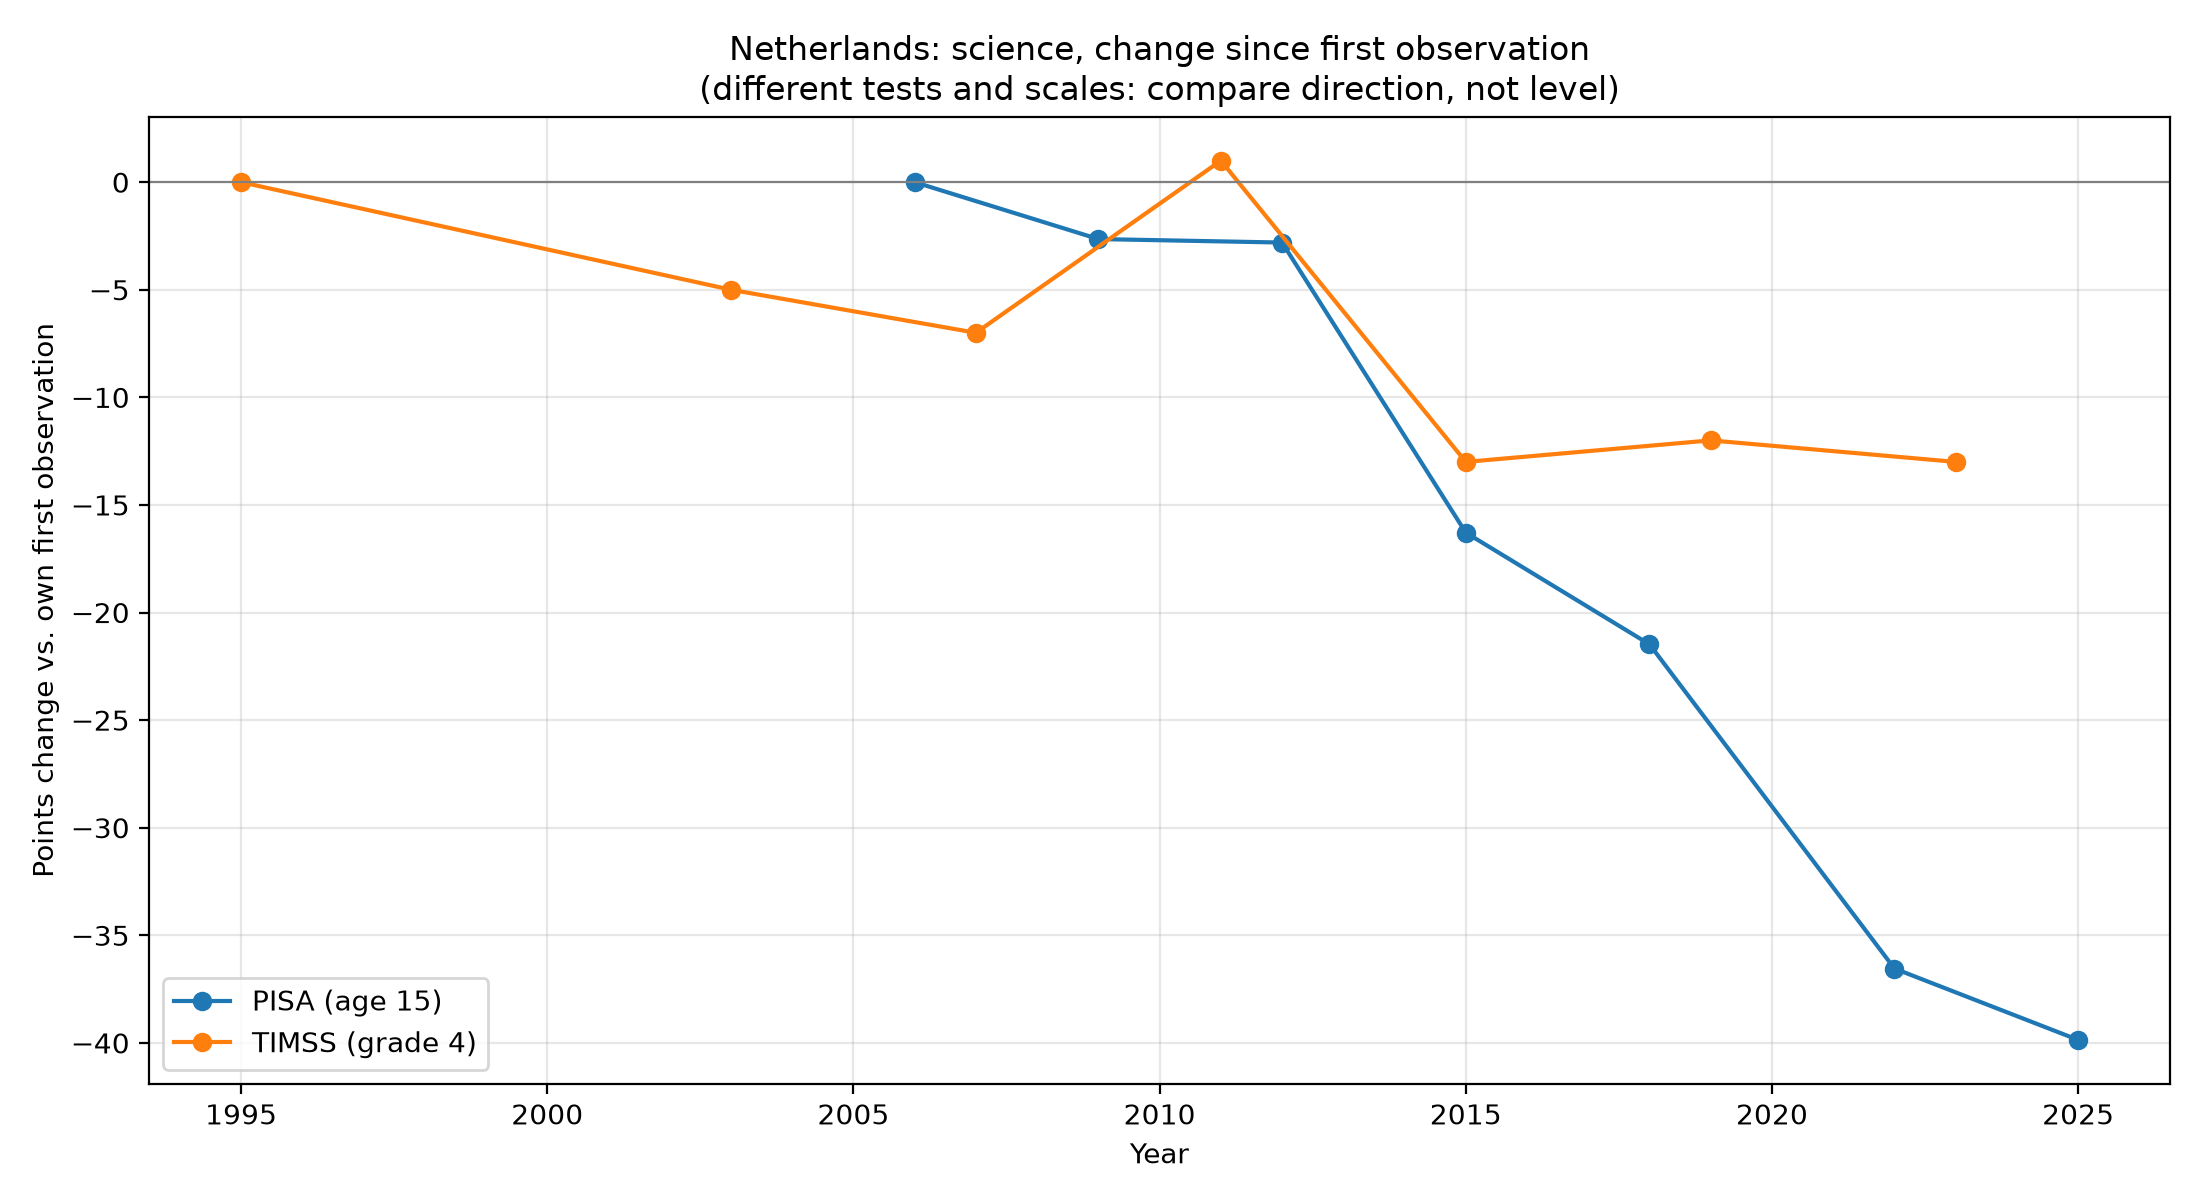 Netherlands: science, change since first observation
(different tests and scales: compare direction, not level)
Points change vs. own first observation
0
−5
−10
−15
−20
−25
−30
−35
−40
PISA (age 15)
TIMSS (grade 4)
1995
2000
2005
2010
2015
2020
2025
Year